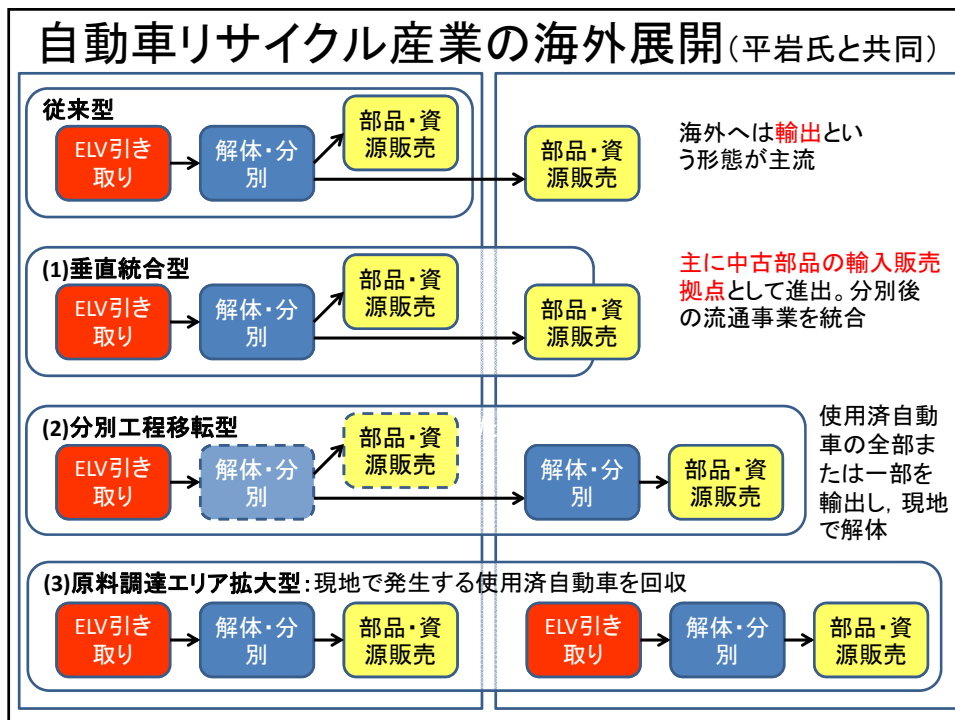 自動車リサイクル産業の海外展開(平岩氏と共同)
従来型
ELV引き
取り
解体・分
別
部品・資
源販売
部品・資
源販売
海外へは輸出とい
う形態が主流
(1)垂直統合型
ELV引き
取り
解体・分
別
部品・資
源販売
部品・資
源販売
主に中古部品の輸入販売
拠点として進出。分別後
の流通事業を統合
(2)分別工程移転型
ELV引き
取り
解体・分
別
部品・資
源販売
解体・分
別
部品・資
源販売
使用済自動
車の全部ま
たは一部を
輸出し，現地
で解体
(3)原料調達エリア拡大型：現地で発生する使用済自動車を回収
ELV引き
取り
解体・分
別
部品・資
源販売
ELV引き
取り
解体・分
別
部品・資
源販売